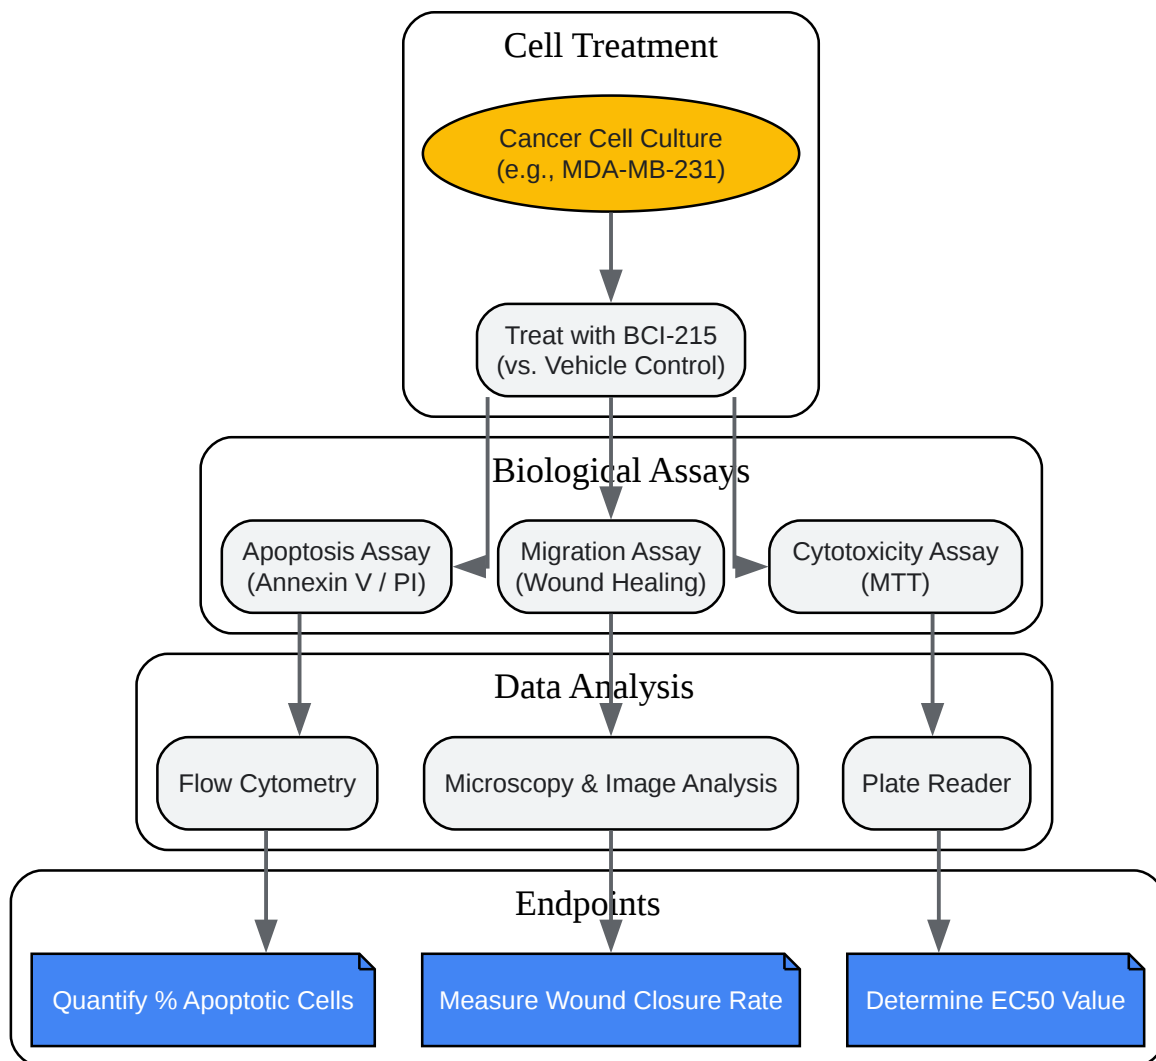 Cell Treatment
Cancer Cell Culture
(e.g., MDA-MB-231)
Treat with BCI-215
(vs. Vehicle Control)
Biological Assays
Apoptosis Assay
(Annexin V / PI)
Migration Assay
(Wound Healing)
Cytotoxicity Assay
(MTT)
Data Analysis
Flow Cytometry
Microscopy & Image Analysis
Plate Reader
Endpoints
Quantify % Apoptotic Cells
Measure Wound Closure Rate
Determine EC50 Value